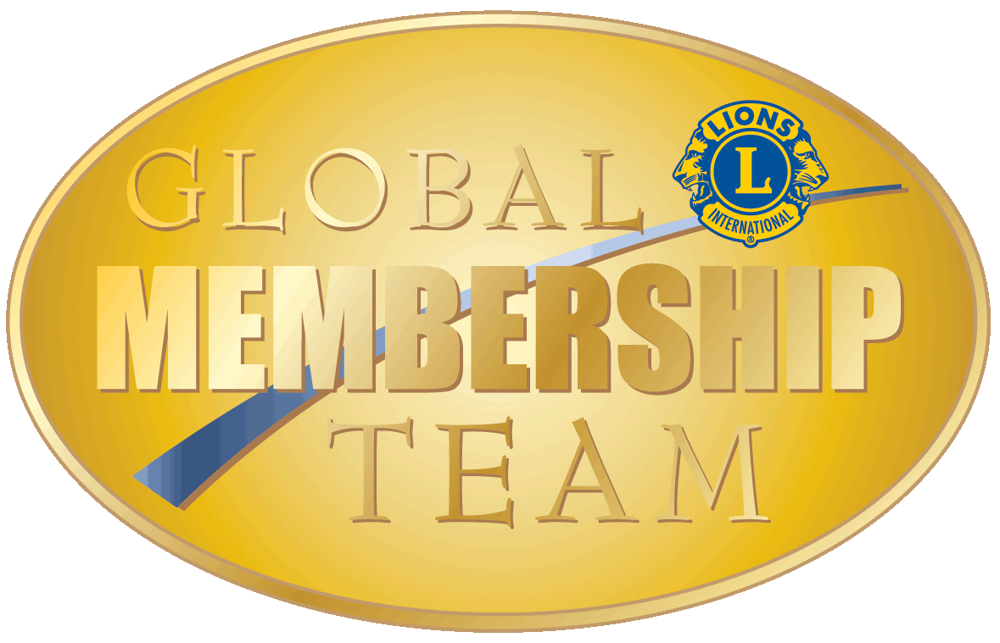 GLOBAL
LIONS
L
INTERNATIONAL
®
MEMBERSHIP
TEAM